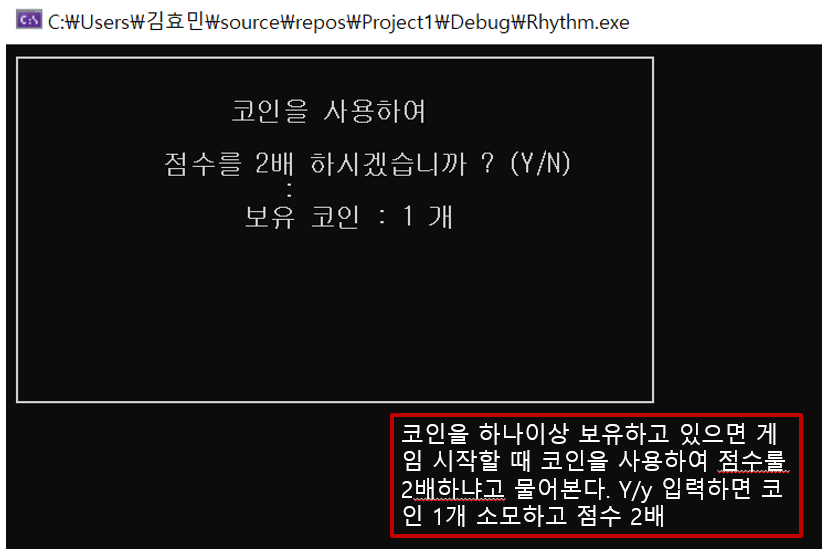 C:\Users\김효민\source\repos\Project1\Debug\Rhythm.exe
코인을 사용하여
점수를 2배 하시겠습니까 ? (Y/N)
:
보유 코인 : 1 개
코인을 하나이상 보유하고 있으면 게
임 시작할 때 코인을 사용하여 점수를
2배하냐고 물어본다. Y/y 입력하면 코
인 1개 소모하고 점수 2배